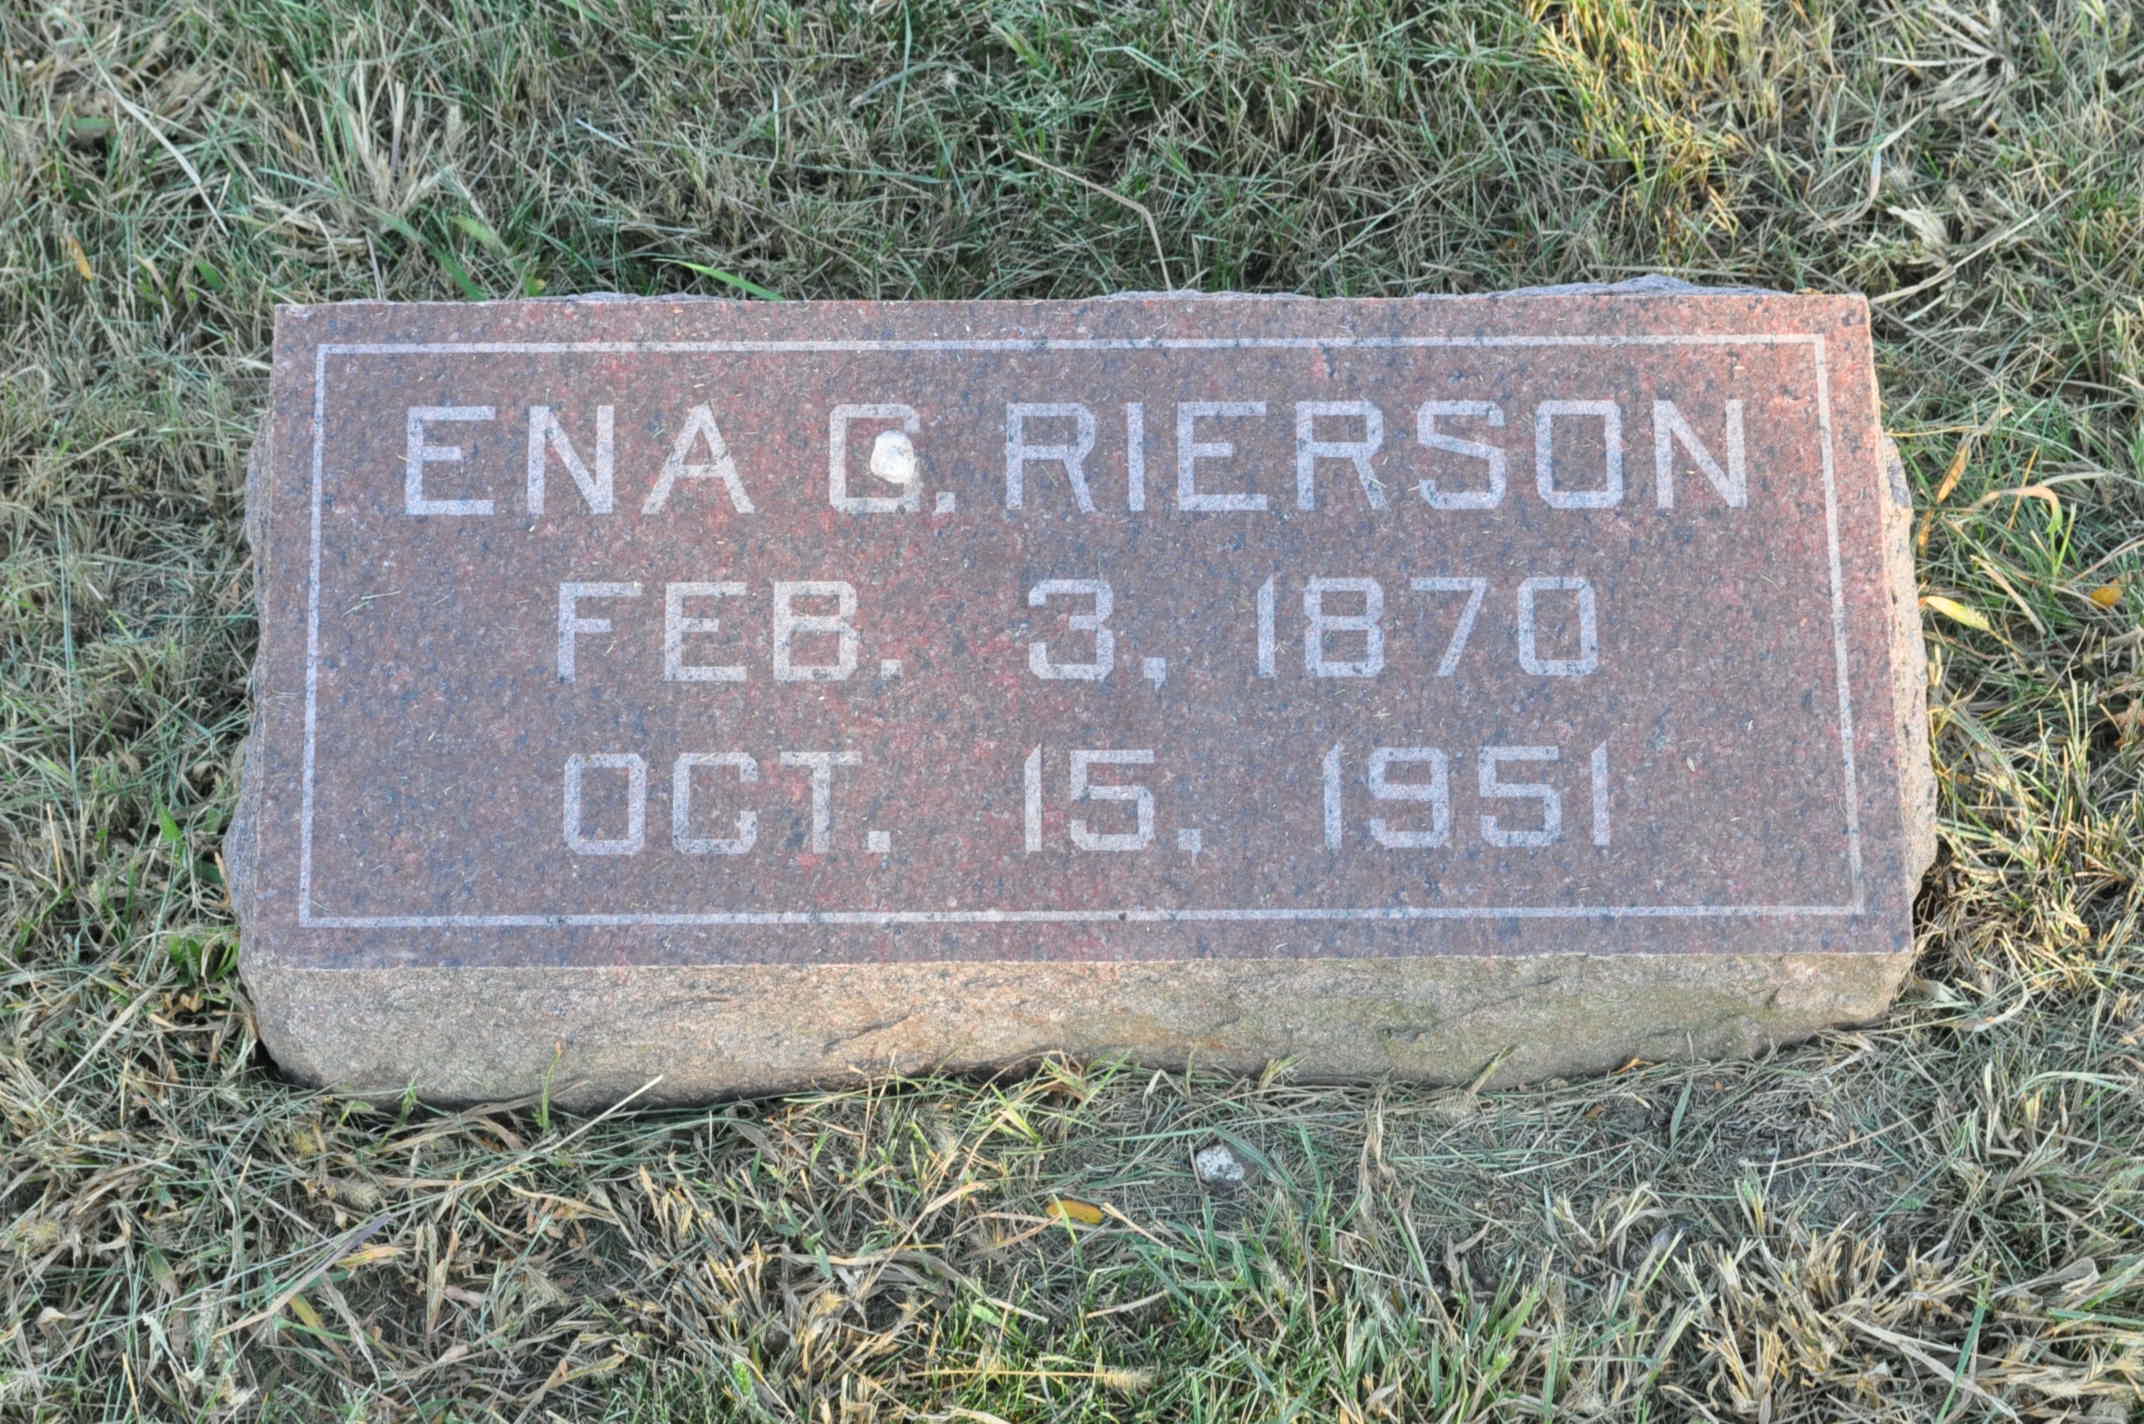 ENA G. RIERSON
FEB. 3, 1870
OCT. 15, 1951